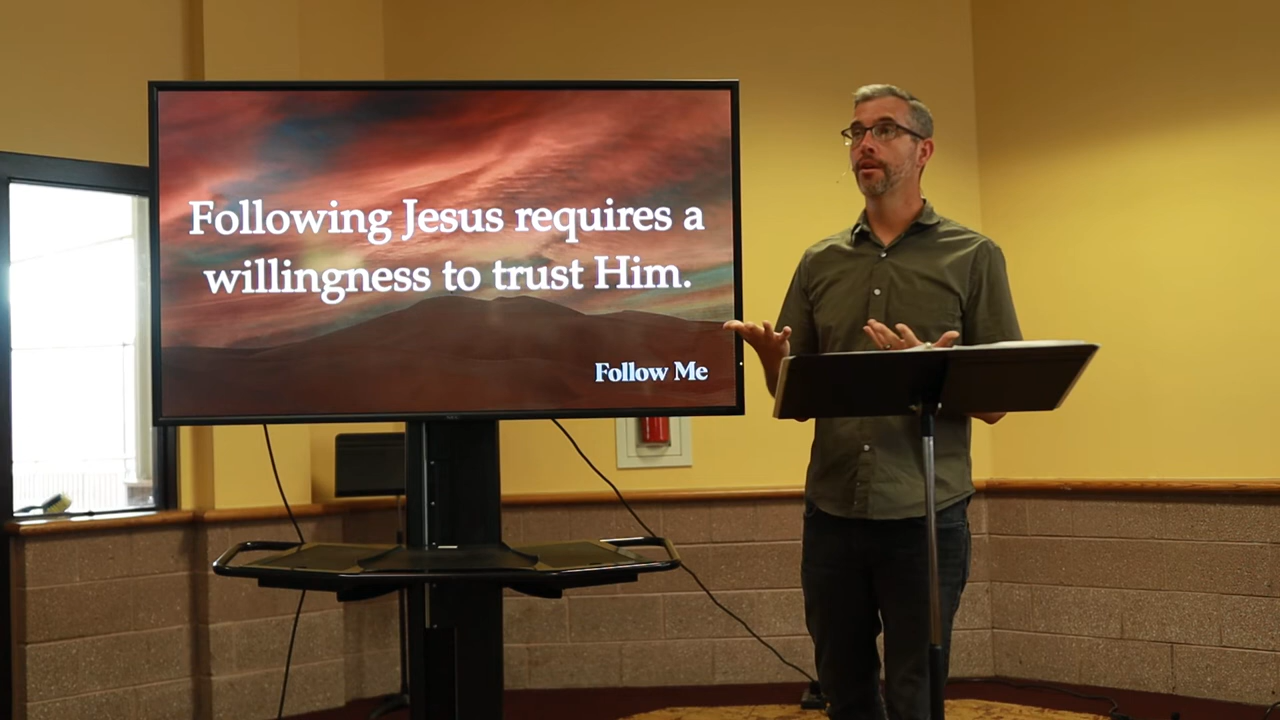 Following Jesus requires a
willingness to trust Him.
Follow Me